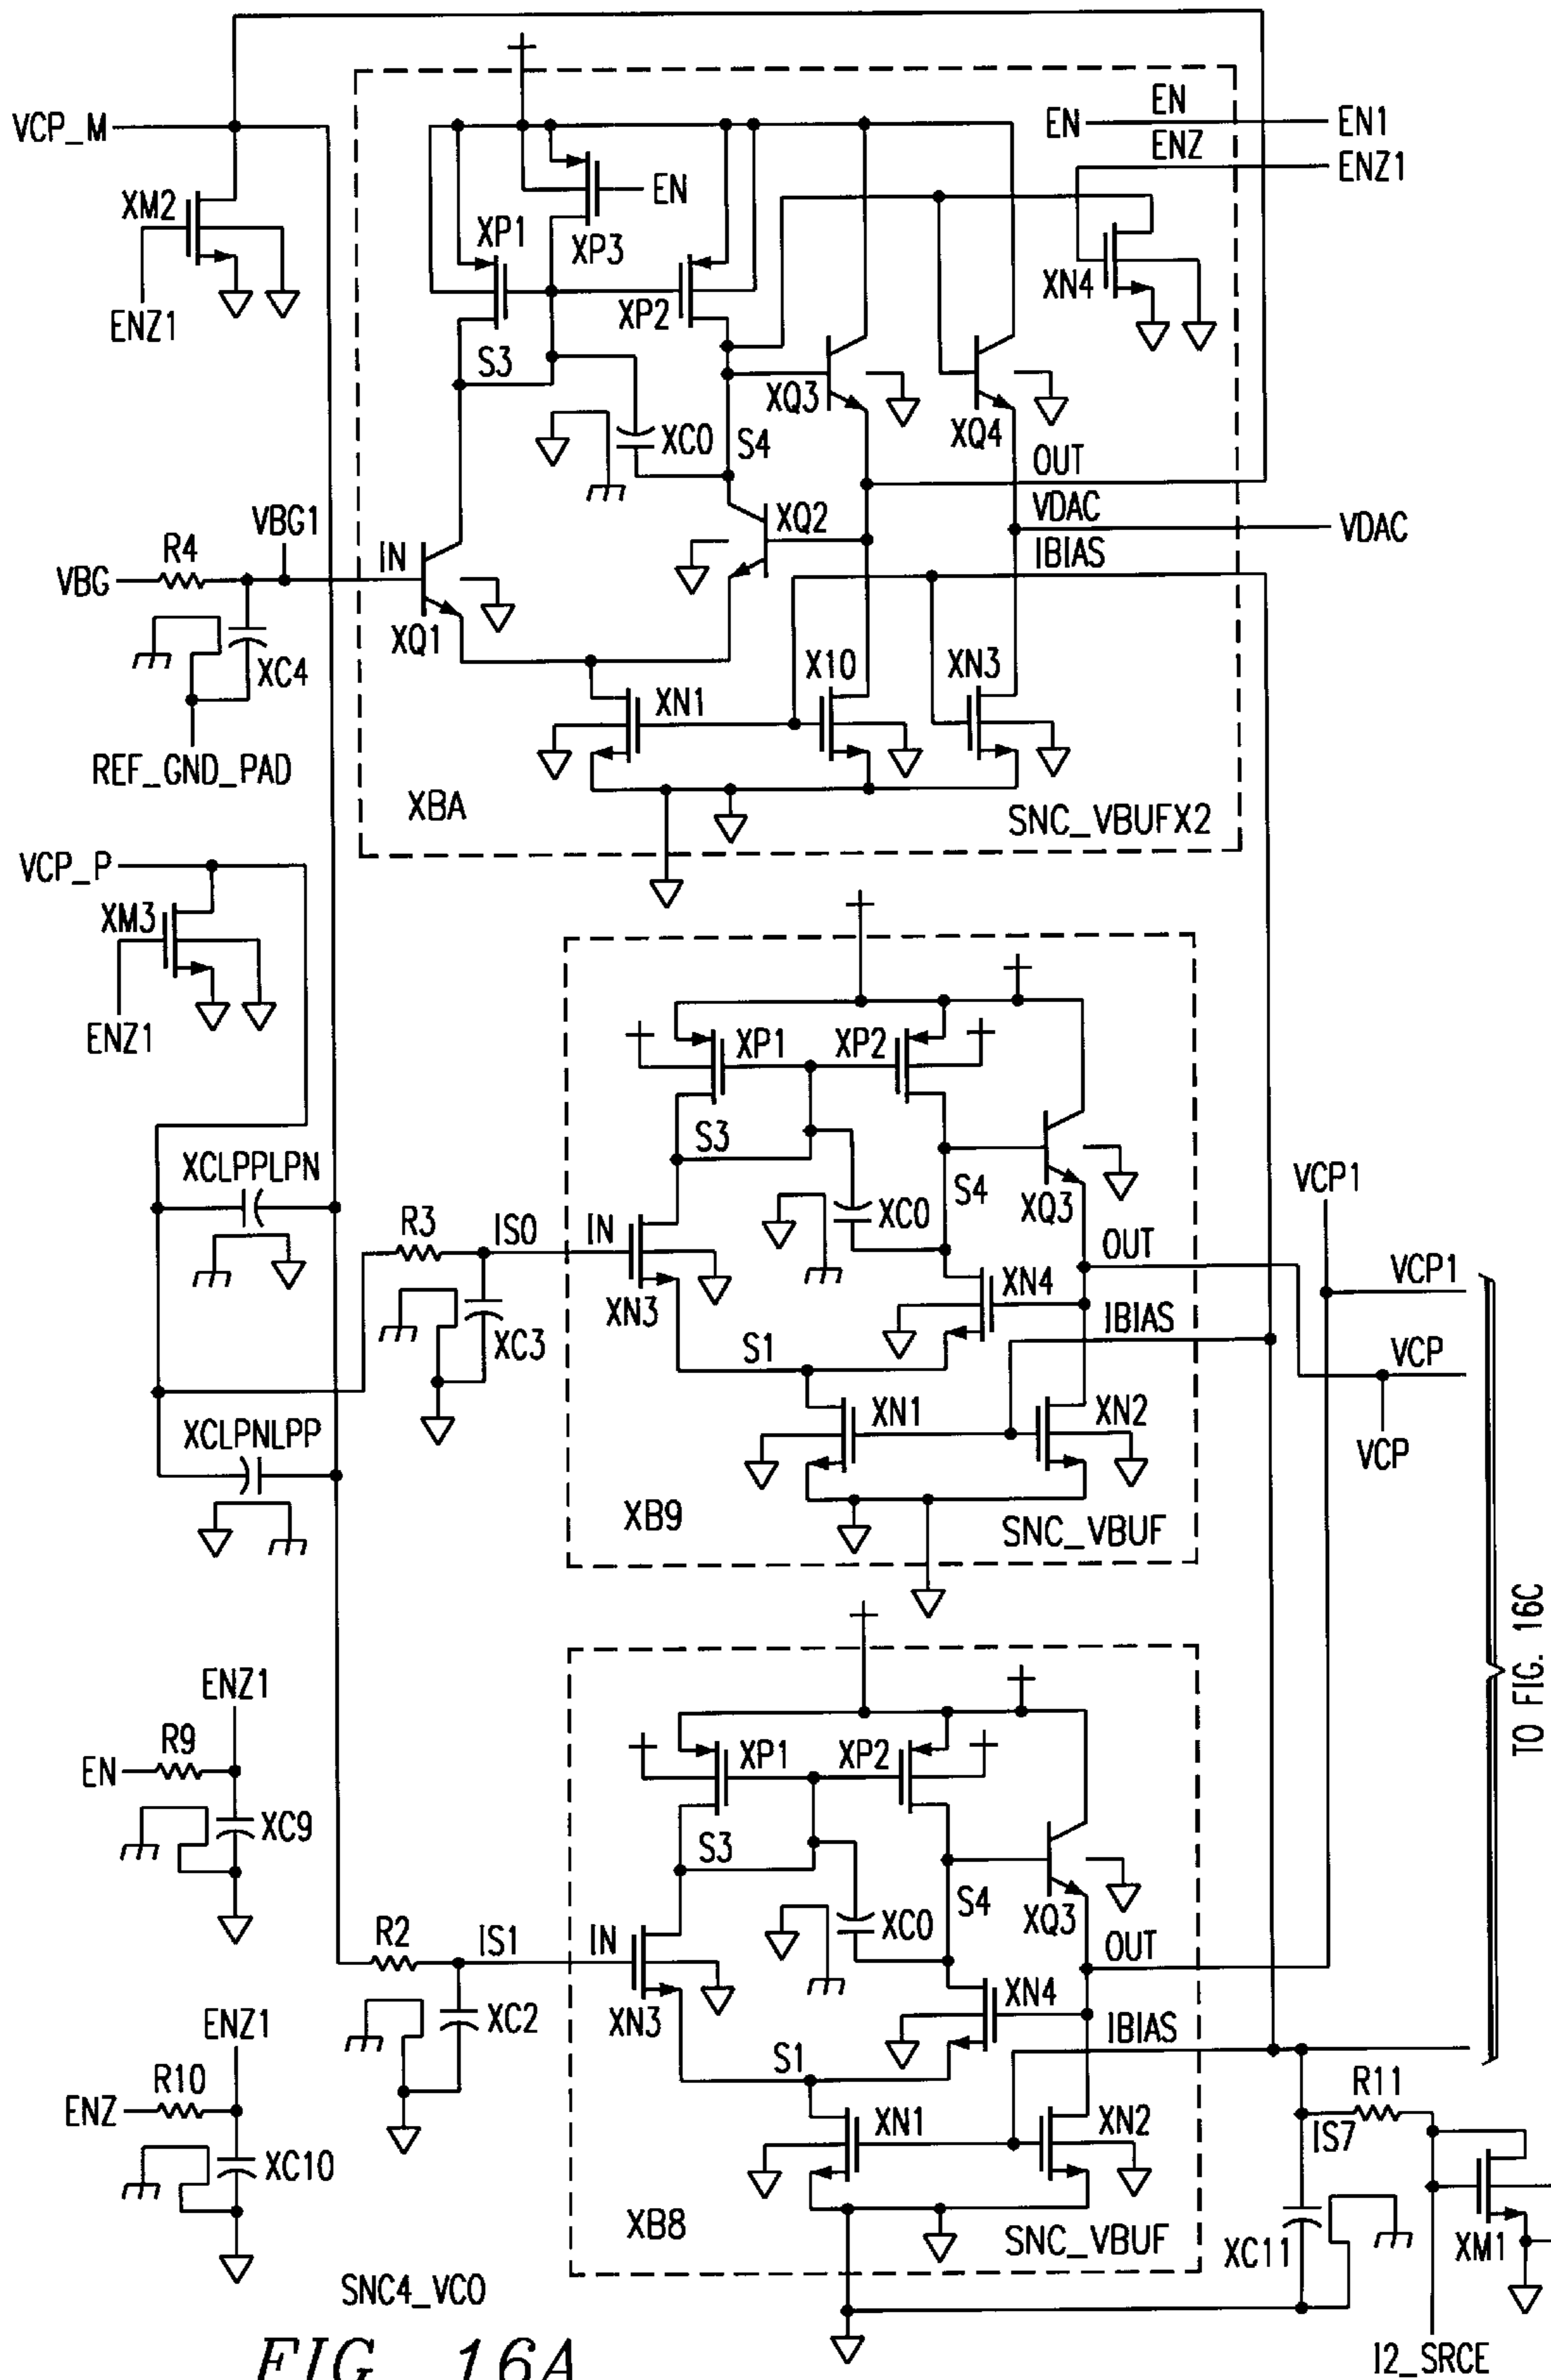 VCP_M
XM2
ENZ1
EN
EN
EN1
ENZ
ENZ1
XP1
EN
XP3
XP2
XN4
S3
XC0
S4
XQ3
XQ4
OUT
VBG1
R4
VBG
IN
XQ2
VDAC
VDAC
IBIAS
XQ1
XC4
REF_GND_PAD
XN1
X10
XN3
XBA
SNC_VBUFX2
VCP_P
XM3
ENZ1
XP1
XP2
S3
XCLPPLPN
R3
IS0
IN
XC0
S4
XQ3
VCP1
OUT
VCP1
XN3
XN4
XC3
S1
IBIAS
VCP
XCLPNLPP
XN1
XN2
VCP
XB9
SNC_VBUF
TO FIG. 16C
ENZ1
R9
EN
XC9
XP1
XP2
S3
R2
IS1
IN
XC0
S4
XQ3
OUT
XN3
XN4
XC2
S1
IBIAS
ENZ1
R10
ENZ
XC10
XN1
XN2
R11
IS7
XB8
SNC_VBUF
XC11
XM1
SNC4_VCO
I2_SRCE
FIG. 16A